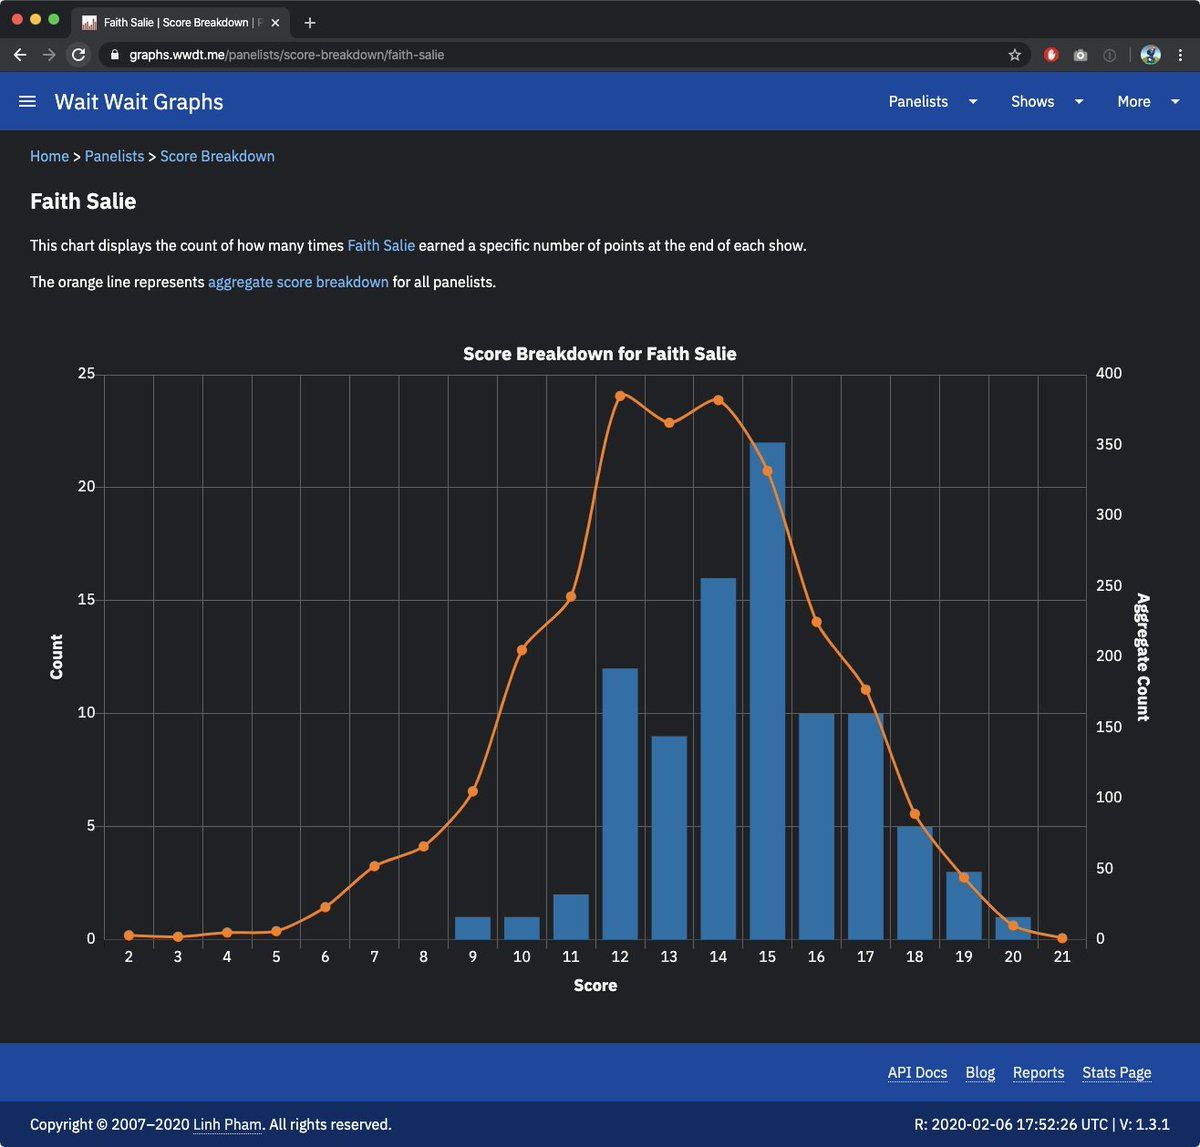 Faith Salie | Score Breakdown |
graphs.wwdt.me/panelists/score-breakdown/faith-salie
Wait Wait Graphs
Panelists
Shows
More
Home > Panelists > Score Breakdown
Faith Salie
This chart displays the count of how many times Faith Salie earned a specific number of points at the end of each show.
The orange line represents aggregate score breakdown for all panelists.
Score Breakdown for Faith Salie
25
20
15
10
5
0
Count
400
350
300
250
200
150
100
50
0
Aggregate Count
2 3 4 5 6 7 8 9 10 11 12 13 14 15 16 17 18 19 20 21
Score
API Docs Blog Reports Stats Page
Copyright © 2007–2020 Linh Pham. All rights reserved.
R: 2020-02-06 17:52:26 UTC | V: 1.3.1